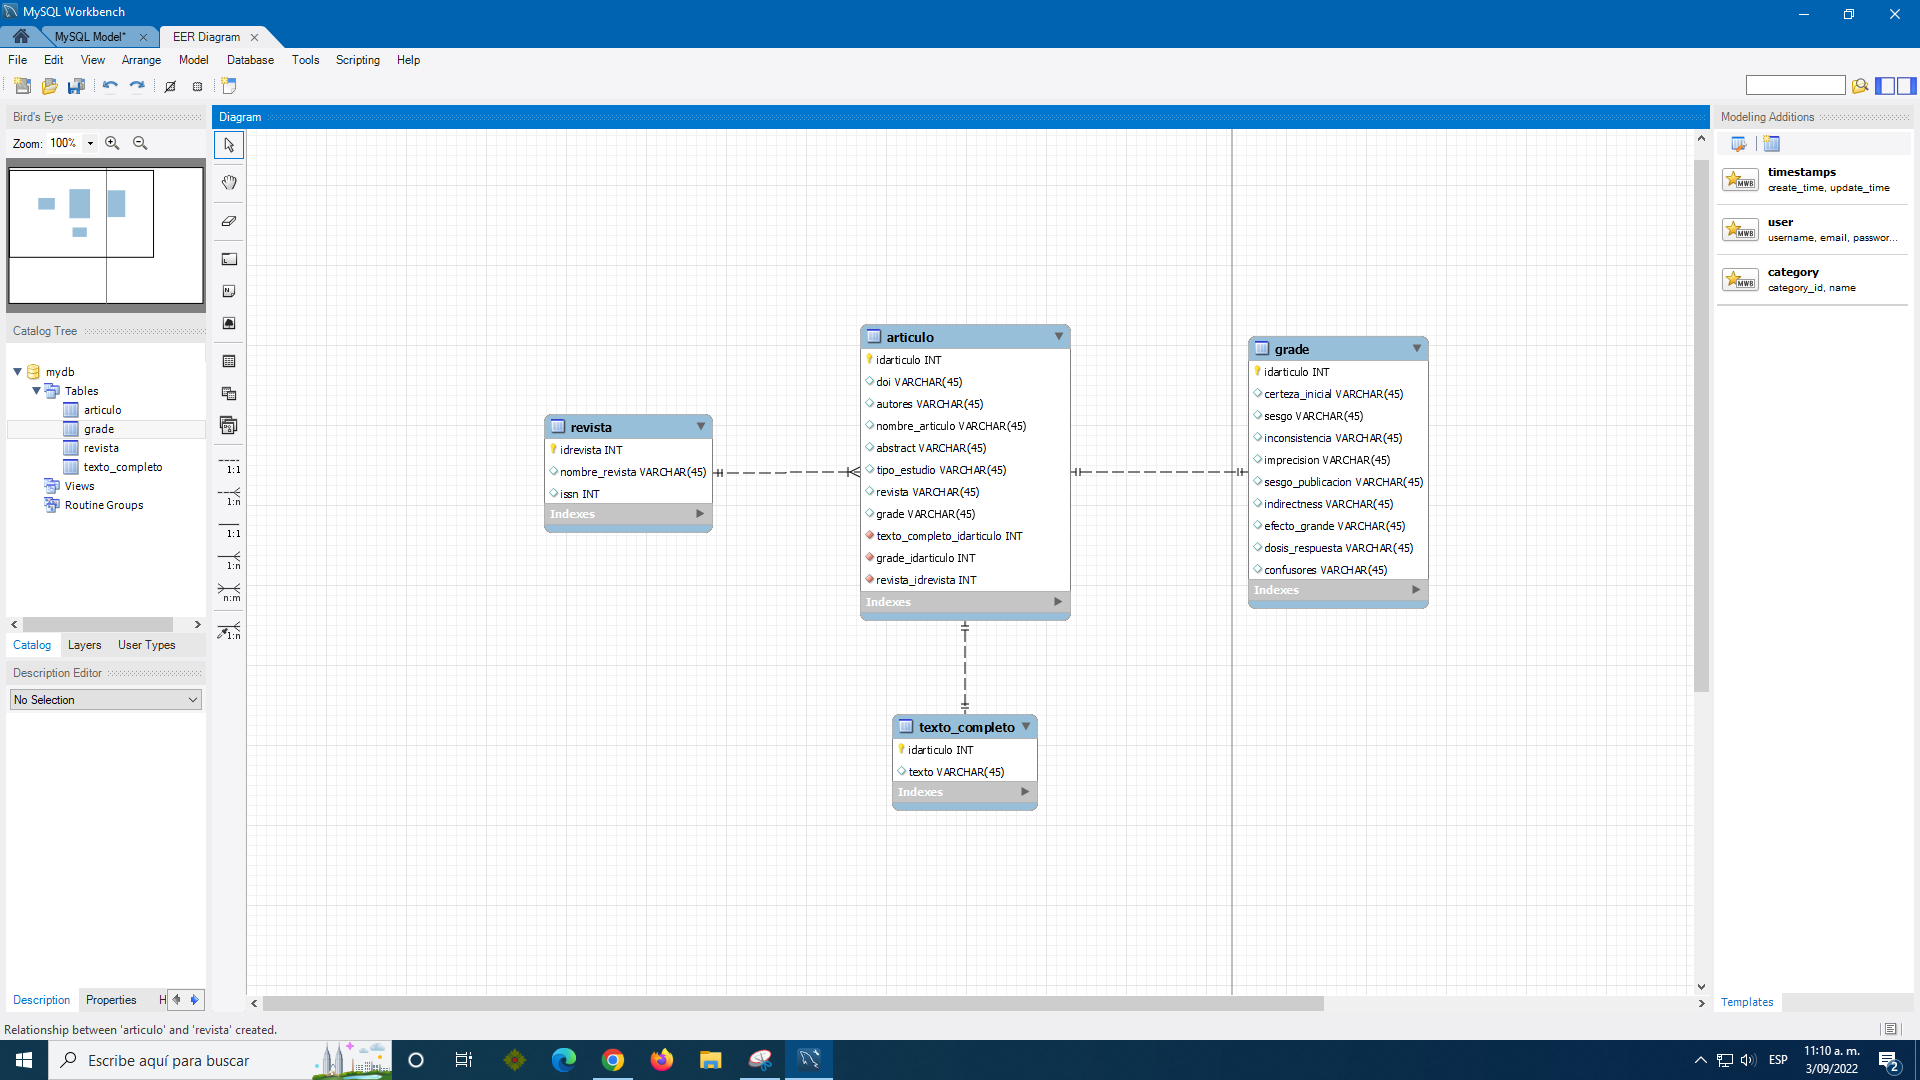 MySQL Workbench
MySQL Model*
EER Diagram
File Edit View Arrange Model Database Tools Scripting Help
Bird's Eye
Zoom: 100%
Catalog Tree
mydb
Tables
articulo
grade
revista
texto_completo
Views
Routine Groups
Catalog Layers User Types
Description Editor
No Selection
Description Properties H
Diagram
1:1
1:n
1:1
1:n
n:m
1:n
revista
idrevista INT
nombre_revista VARCHAR(45)
issn INT
Indexes
articulo
idarticulo INT
doi VARCHAR(45)
autores VARCHAR(45)
nombre_articulo VARCHAR(45)
abstract VARCHAR(45)
tipo_estudio VARCHAR(45)
revista VARCHAR(45)
grade VARCHAR(45)
texto_completo_idarticulo INT
grade_idarticulo INT
revista_idrevista INT
Indexes
grade
idarticulo INT
certeza_inicial VARCHAR(45)
sesgo VARCHAR(45)
inconsistencia VARCHAR(45)
imprecision VARCHAR(45)
sesgo_publicacion VARCHAR(45)
indirectness VARCHAR(45)
efecto_grande VARCHAR(45)
dosis_respuesta VARCHAR(45)
confusores VARCHAR(45)
Indexes
texto_completo
idarticulo INT
texto VARCHAR(45)
Indexes
Modeling Additions
MWB
timestamps
create_time, update_time
MWB
user
username, email, passwor...
MWB
category
category_id, name
Templates
Relationship between 'articulo' and 'revista' created.
Escribe aquí para buscar
ESP
11:10 a. m.
3/09/2022
2